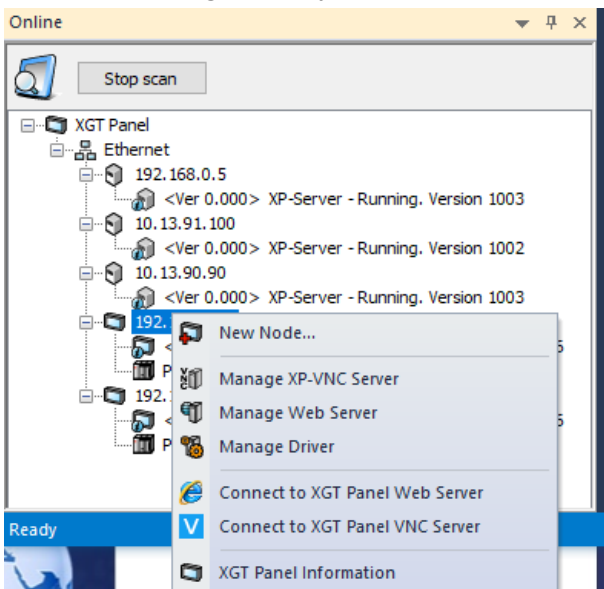 Online
Stop scan
XGT Panel
Ethernet
192.168.0.5
<Ver 0.000> XP-Server - Running. Version 1003
10.13.91.100
<Ver 0.000> XP-Server - Running. Version 1002
10.13.90.90
<Ver 0.000> XP-Server - Running. Version 1003
192.
<
P
192.
<
P
New Node...
Manage XP-VNC Server
VNC
Manage Web Server
Manage Driver
Connect to XGT Panel Web Server
V Connect to XGT Panel VNC Server
XGT Panel Information
Ready